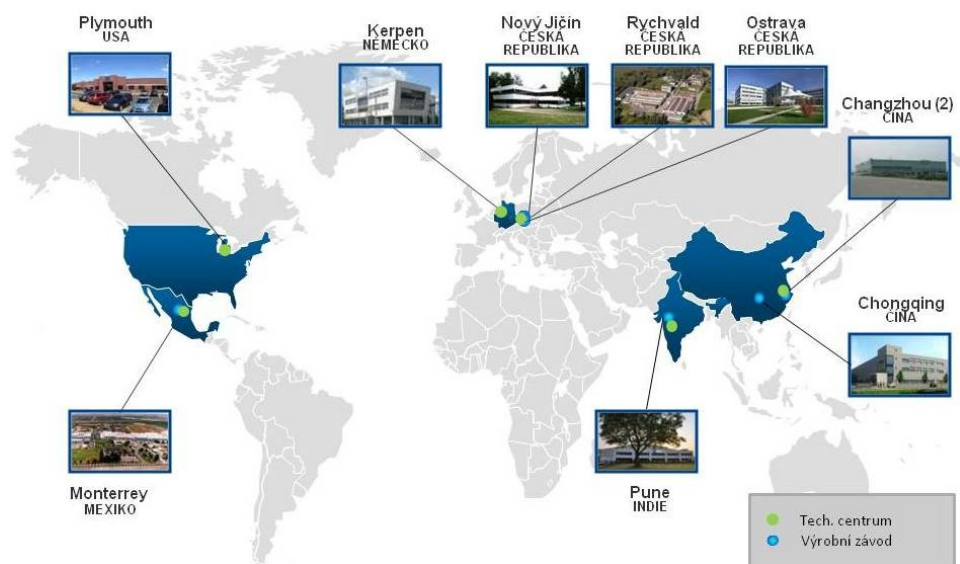 Plymouth
USA
Kerpen
NĚMECKO
Nový Jičín
ČESKÁ
REPUBLIKA
Rychvald
ČESKÁ
REPUBLIKA
Ostrava
ČESKÁ
REPUBLIKA
Changzhou (2)
ČÍNA
Chongqing
ČÍNA
Monterrey
MEXIKO
Pune
INDIE
Tech. centrum
Výrobní závod